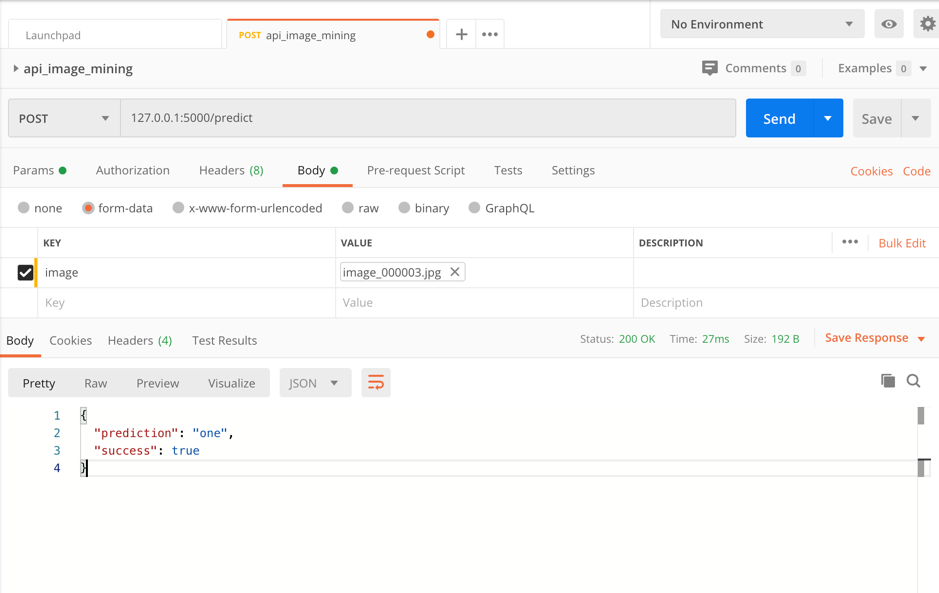 Launchpad
POST api_image_mining
No Environment
api_image_mining
Comments 0
Examples 0
POST
127.0.0.1:5000/predict
Send
Save
Params
Authorization
Headers (8)
Body
Pre-request Script
Tests
Settings
Cookies
Code
none
form-data
x-www-form-urlencoded
raw
binary
GraphQL
KEY
VALUE
DESCRIPTION
Bulk Edit
image
image_000003.jpg
Key
Value
Description
Body
Cookies
Headers (4)
Test Results
Status: 200 OK
Time: 27ms
Size: 192 B
Save Response
Pretty
Raw
Preview
Visualize
JSON
1 {
2 "prediction": "one",
3 "success": true
4 }